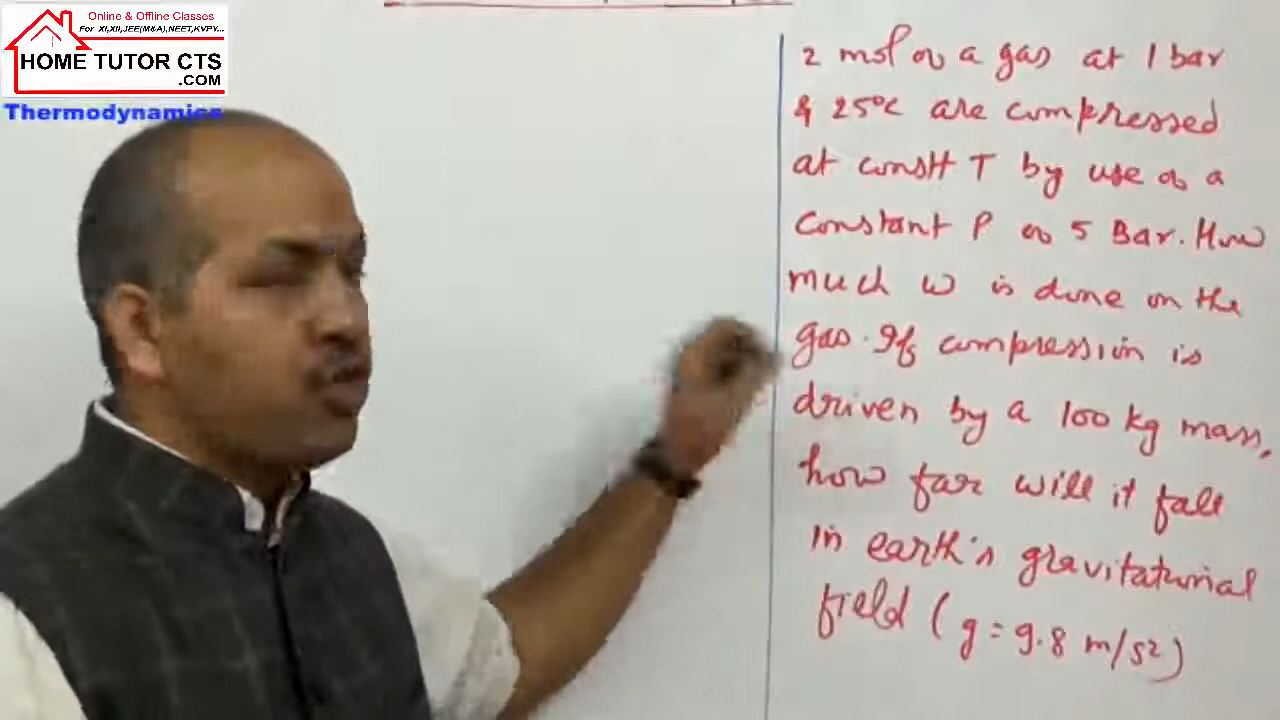 Online & Offline Classes
For XI,XII,JEE(M&A),NEET,KVPY...
HOME TUTOR CTS
.COM
Thermodynamics
2 mol of a gas at 1 bar
& 25°C are compressed
at constt T by use of a
constant P of 5 Bar. How
much w is done on the
gas. If compression is
driven by a 100 kg mass,
how far will it fall
in earth's gravitational
field (g = 9.8 m/s²)